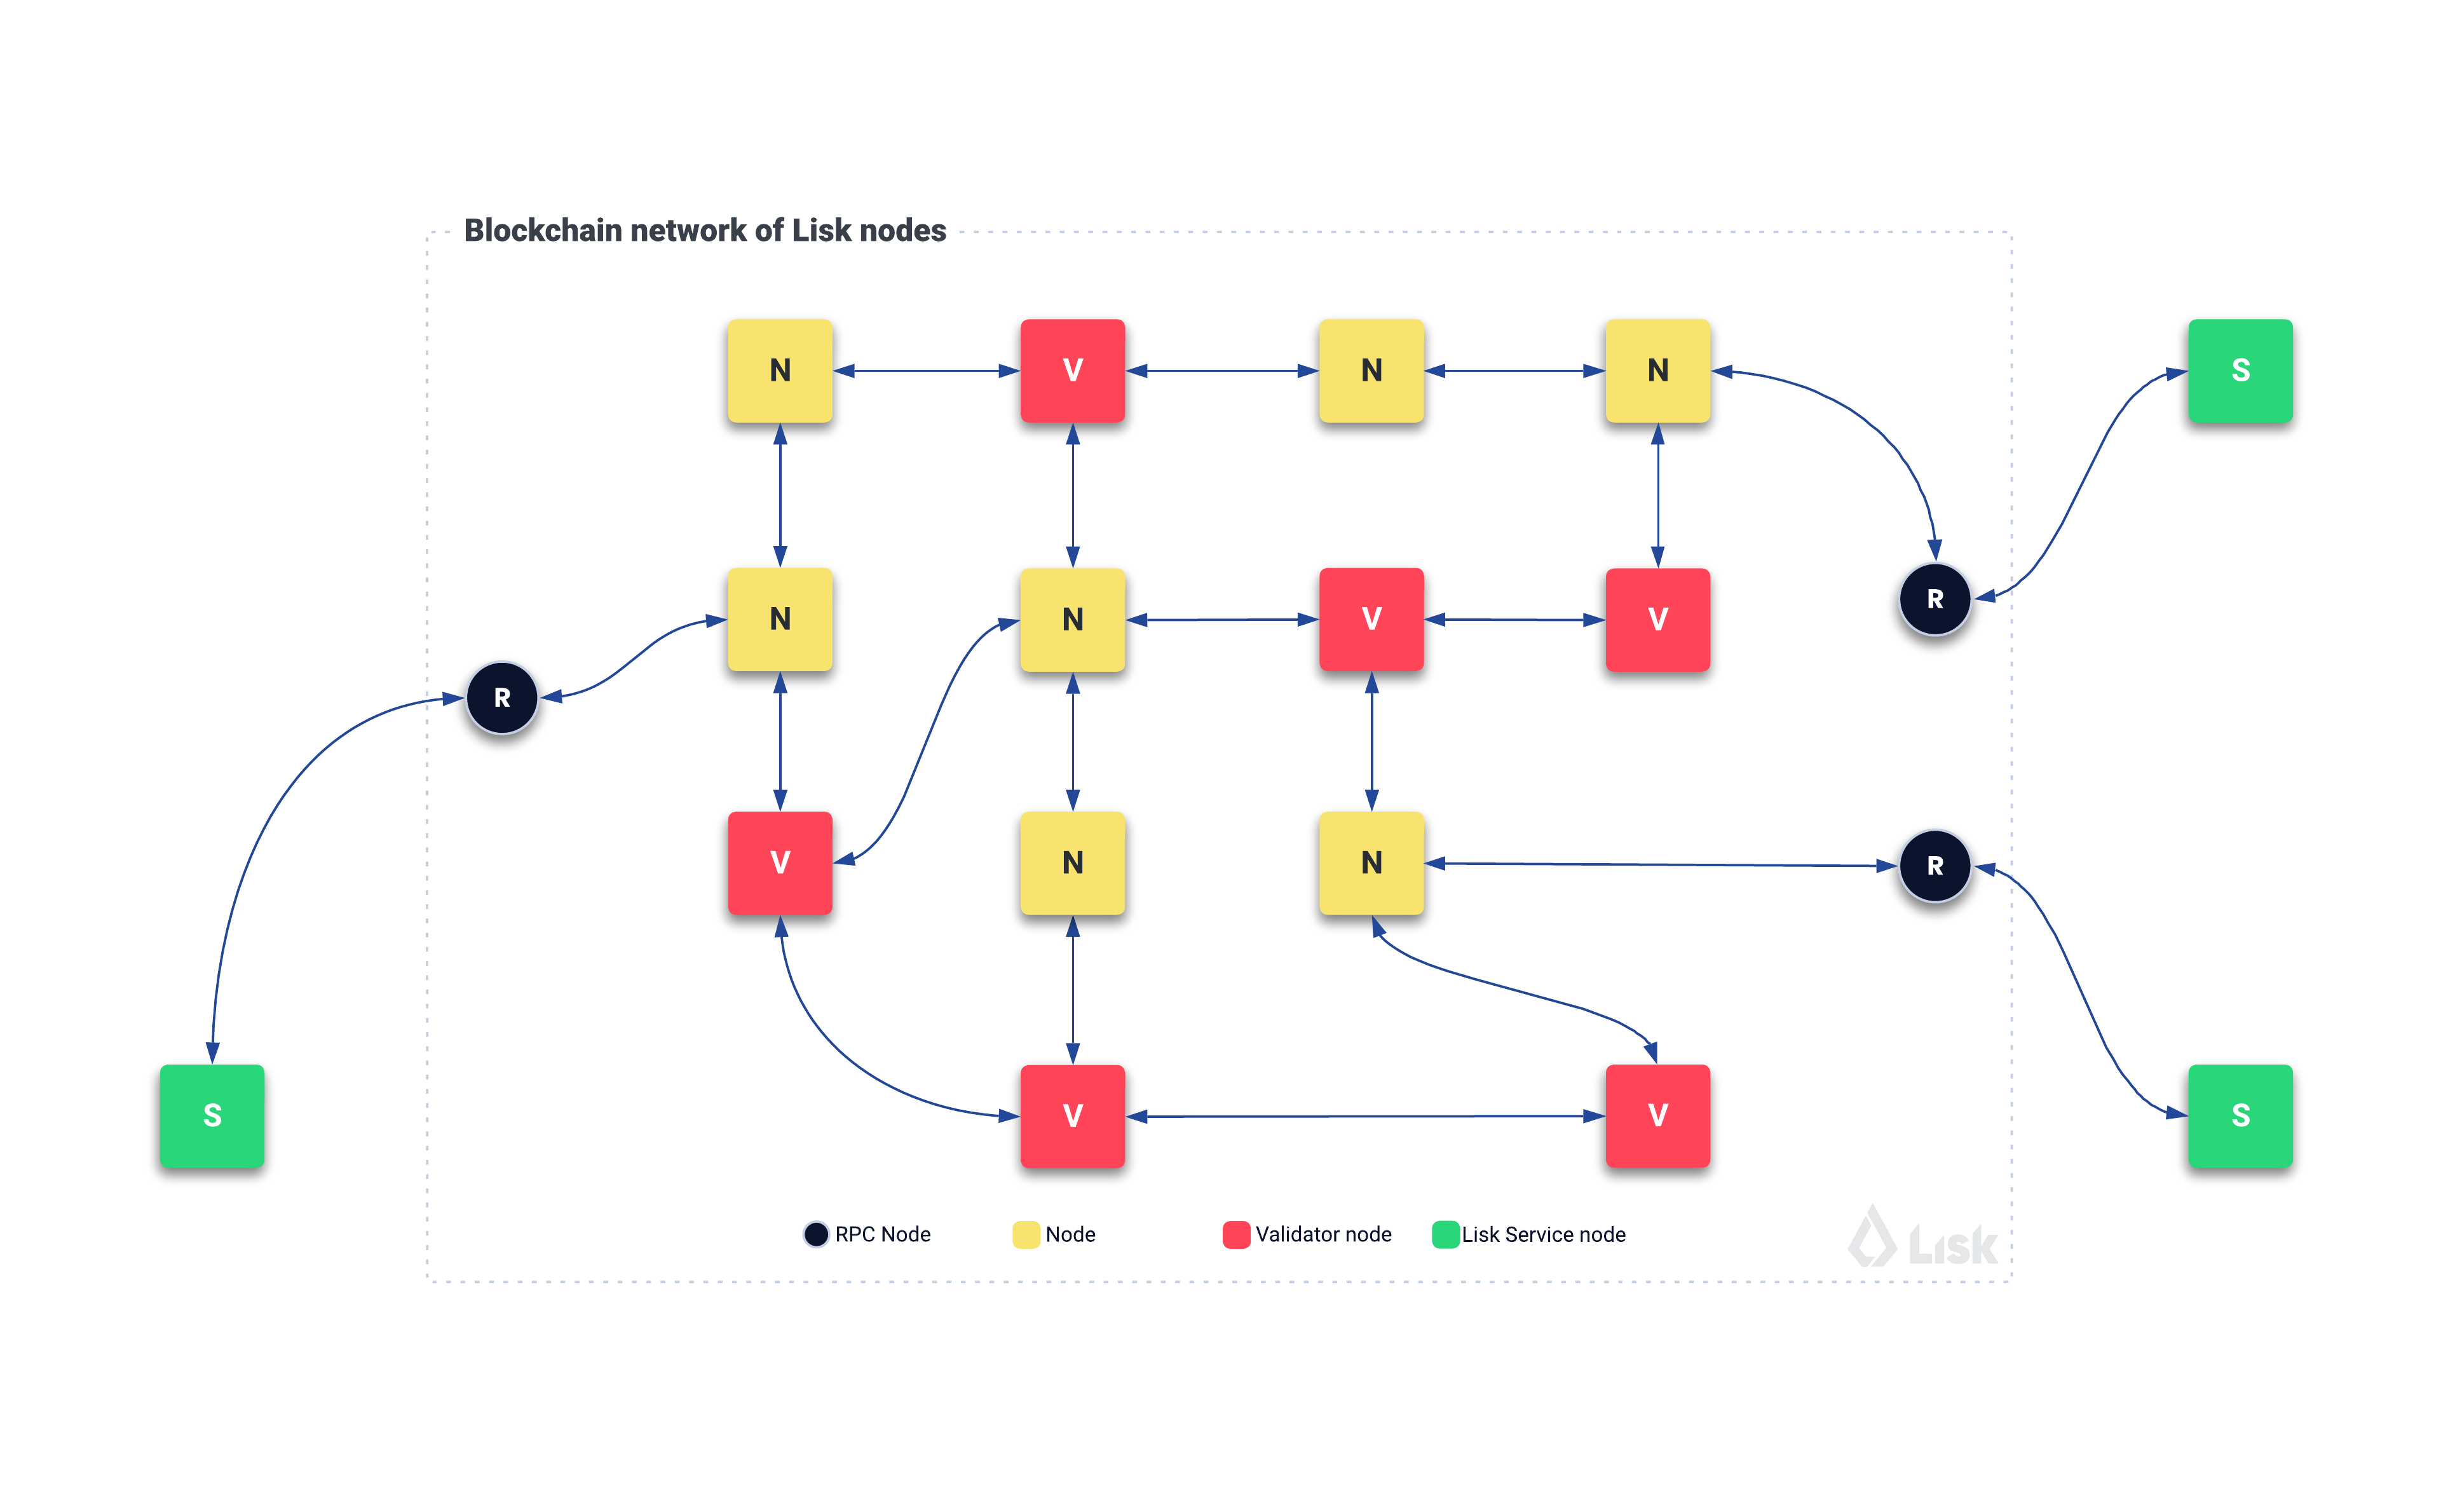 Blockchain network of Lisk nodes
N V N N S
N N V V R
R
V N N R
S V V S
RPC Node Node Validator node Lisk Service node
Lisk